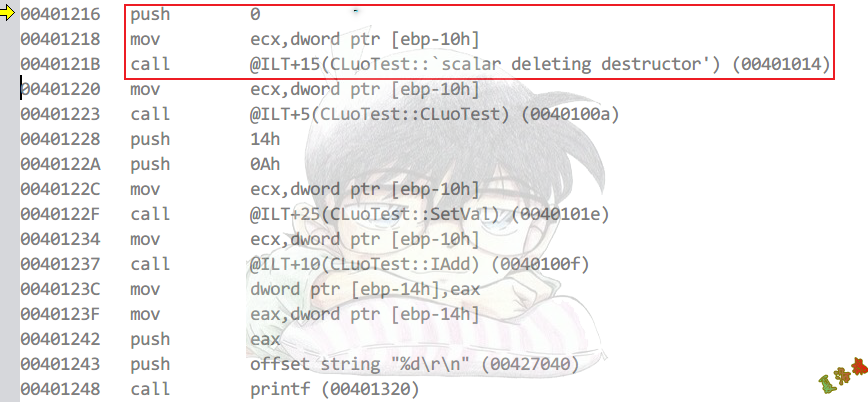 00401216 push 0
00401218 mov ecx,dword ptr [ebp-10h]
0040121B call @ILT+15(CLuoTest::`scalar deleting destructor') (00401014)
00401220 mov ecx,dword ptr [ebp-10h]
00401223 call @ILT+5(CLuoTest::CLuoTest) (0040100a)
00401228 push 14h
0040122A push 0Ah
0040122C mov ecx,dword ptr [ebp-10h]
0040122F call @ILT+25(CLuoTest::SetVal) (0040101e)
00401234 mov ecx,dword ptr [ebp-10h]
00401237 call @ILT+10(CLuoTest::IAdd) (0040100f)
0040123C mov dword ptr [ebp-14h],eax
0040123F mov eax,dword ptr [ebp-14h]
00401242 push eax
00401243 push offset string "%d\r\n" (00427040)
00401248 call printf (00401320)